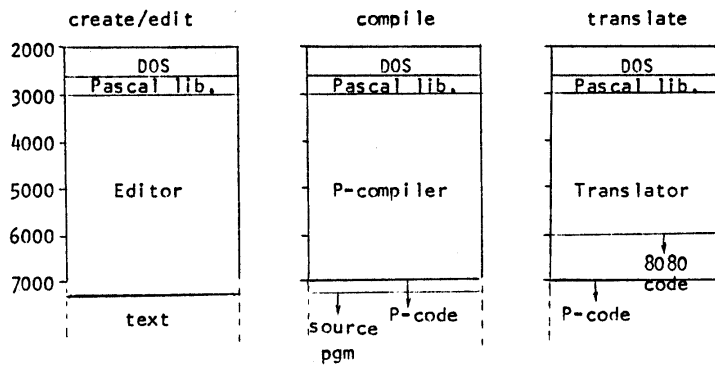 create/edit
compile
translate
2000
DOS
DOS
DOS
Pascal lib.
Pascal lib.
Pascal lib.
3000
4000
5000
Editor
P-compiler
Translator
6000
8080
code
7000
text
source
pgm
P-code
P-code